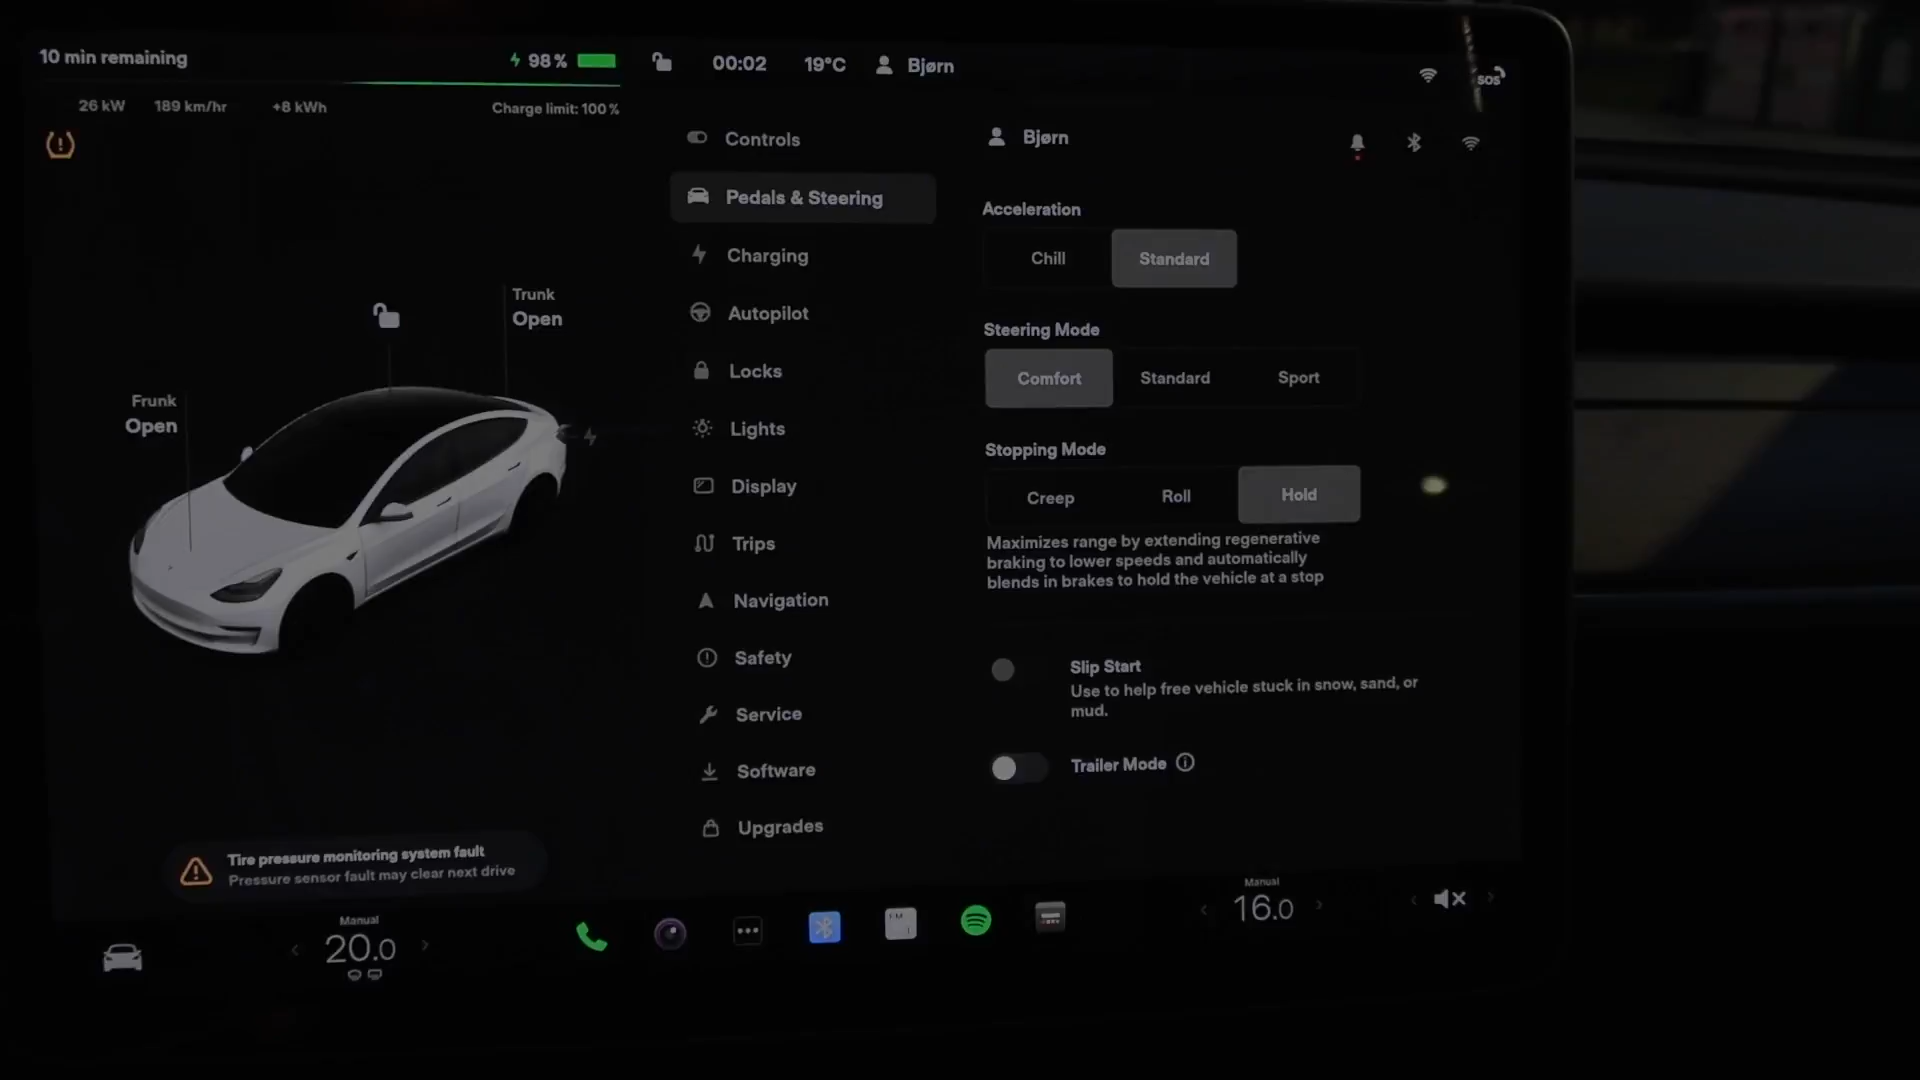 10 min remaining
98 %
00:02
19°C
Bjørn
SOS
26 kW
189 km/hr
+8 kWh
Charge limit: 100 %
Trunk
Open
Frunk
Open
Tire pressure monitoring system fault
Pressure sensor fault may clear next drive
Controls
Pedals & Steering
Charging
Autopilot
Locks
Lights
Display
Trips
Navigation
Safety
Service
Software
Upgrades
Bjørn
Acceleration
Chill
Standard
Steering Mode
Comfort
Standard
Sport
Stopping Mode
Creep
Roll
Hold
Maximizes range by extending regenerative
braking to lower speeds and automatically
blends in brakes to hold the vehicle at a stop
Slip Start
Use to help free vehicle stuck in snow, sand, or
mud.
Trailer Mode
Manual
20.0
Manual
16.0